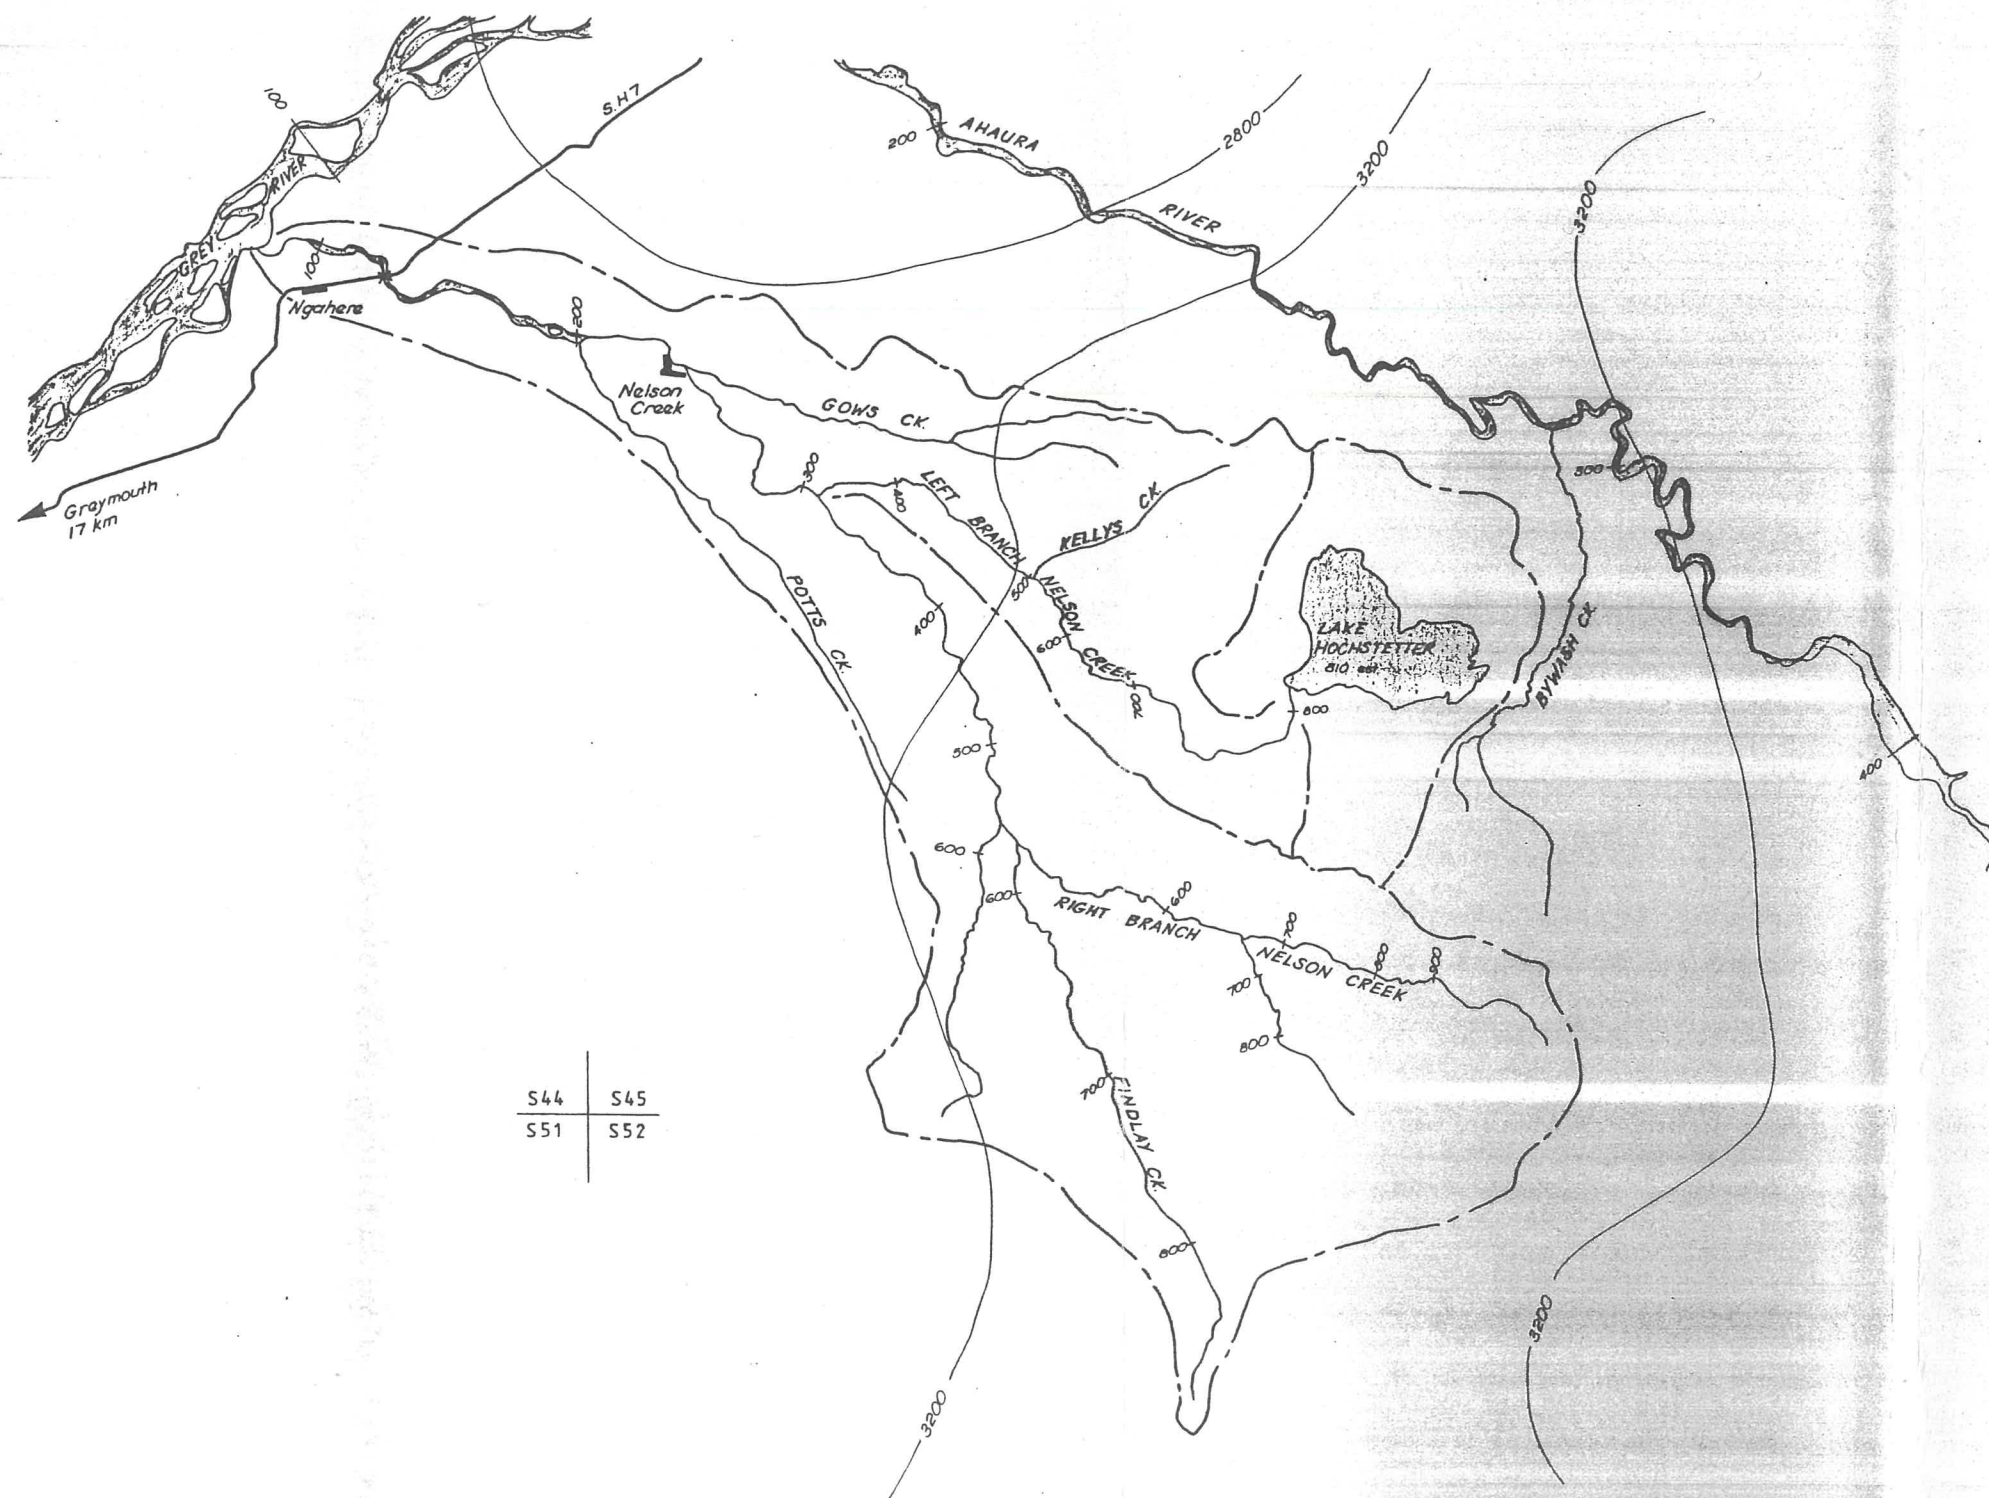 100
S.H 7
200
AHAURA
2800
3200
RIVER
RIVER
3200
GREY
100
Ngahere
200
Nelson
Creek
GOWS CK.
300
400
LEFT
BRANCH
KELLYS CK.
300
Graymouth
17 km
500
NELSON
CREEK
600
700
POTTS
CK.
400
LAKE
HOCHSTETTER
810
BYWASH CK.
800
500
400
600
600
RIGHT BRANCH
600
700
NELSON CREEK
800
900
700
800
700
FINDLAY CK.
S44 S45
S51 S52
800
3200
3200